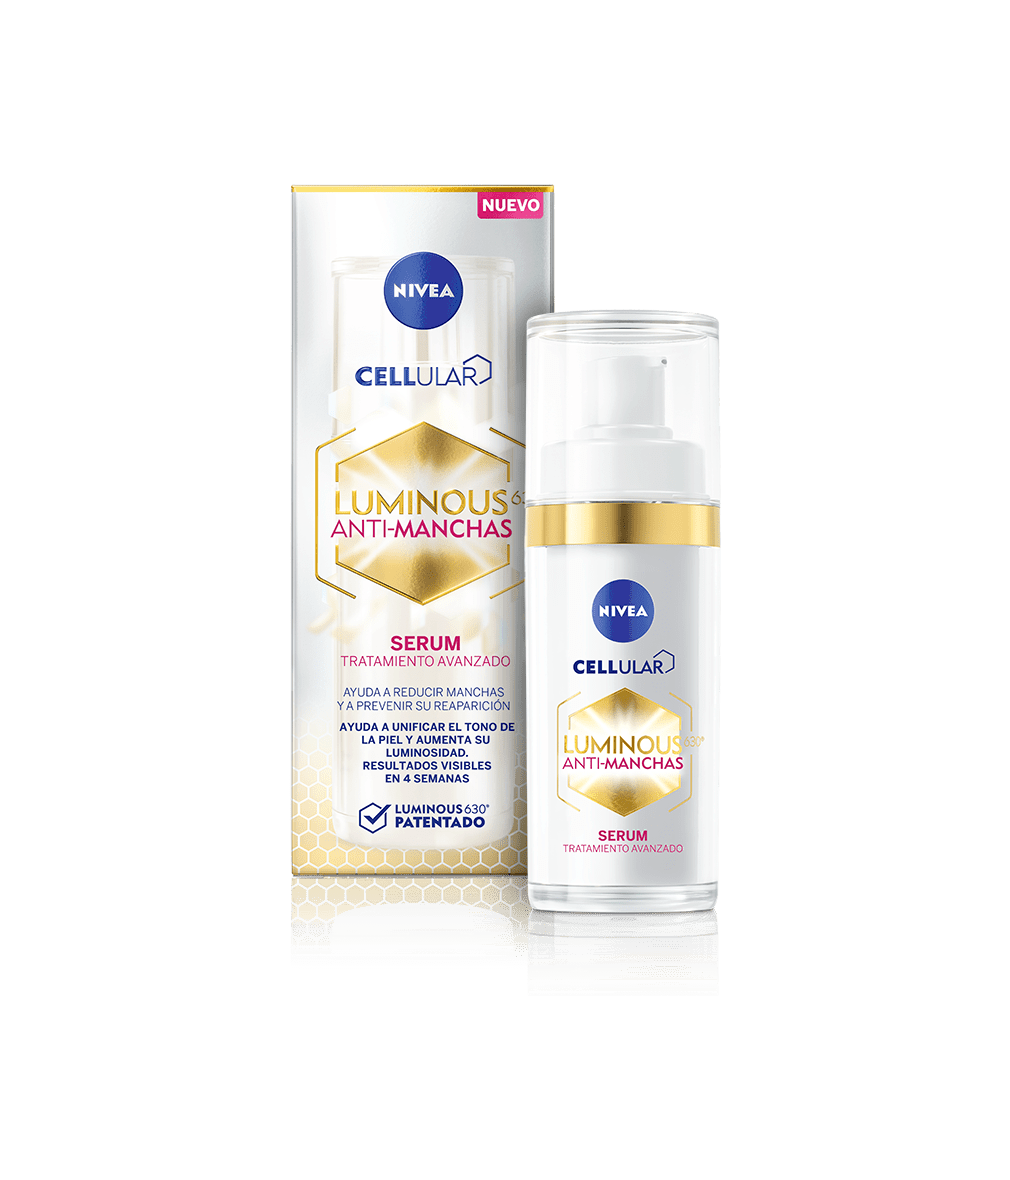 NUEVO
NIVEA
CELLULAR
LUMINOUS
ANTI-MANCHAS
SERUM
TRATAMIENTO AVANZADO
AYUDA A REDUCIR MANCHAS
Y A PREVENIR SU REAPARICIÓN
AYUDA A UNIFICAR EL TONO DE
LA PIEL Y AUMENTA SU
LUMINOSIDAD.
RESULTADOS VISIBLES
EN 4 SEMANAS
LUMINOUS630®
PATENTADO
NIVEA
CELLULAR
LUMINOUS630®
ANTI-MANCHAS
SERUM
TRATAMIENTO AVANZADO